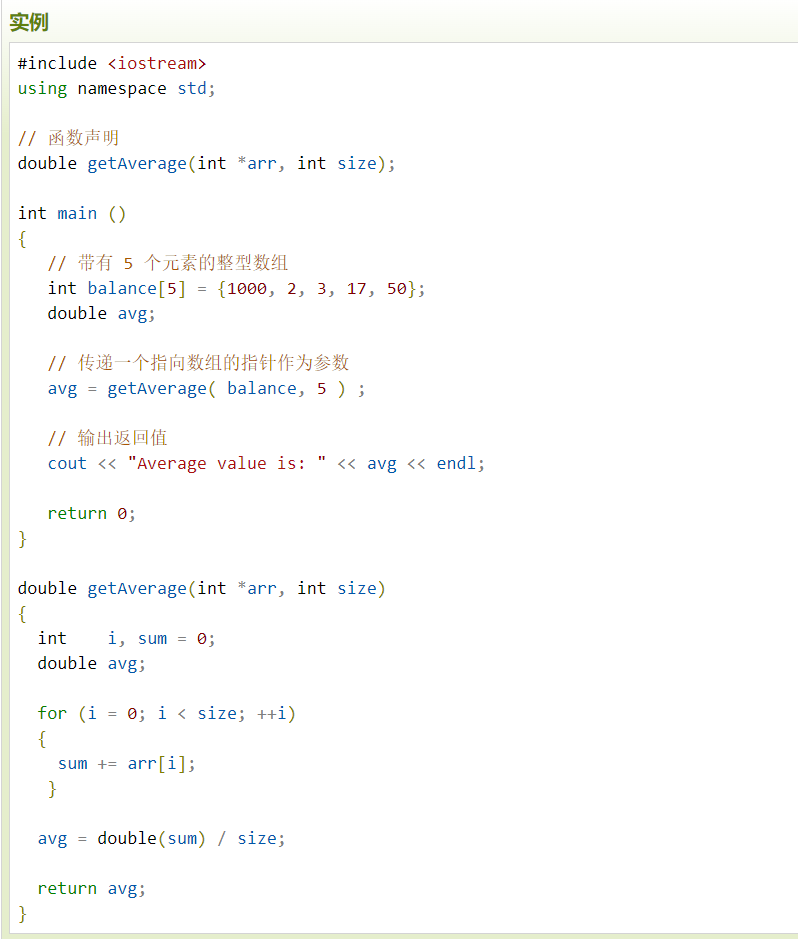 实例
#include <iostream>
using namespace std;
// 函数声明
double getAverage(int *arr, int size);
int main ()
{
   // 带有 5 个元素的整型数组
   int balance[5] = {1000, 2, 3, 17, 50};
   double avg;
   // 传递一个指向数组的指针作为参数
   avg = getAverage( balance, 5 ) ;
   // 输出返回值
   cout << "Average value is: " << avg << endl;
   return 0;
}
double getAverage(int *arr, int size)
{
  int    i, sum = 0;
  double avg;
  for (i = 0; i < size; ++i)
  {
    sum += arr[i];
   }
  avg = double(sum) / size;
  return avg;
}